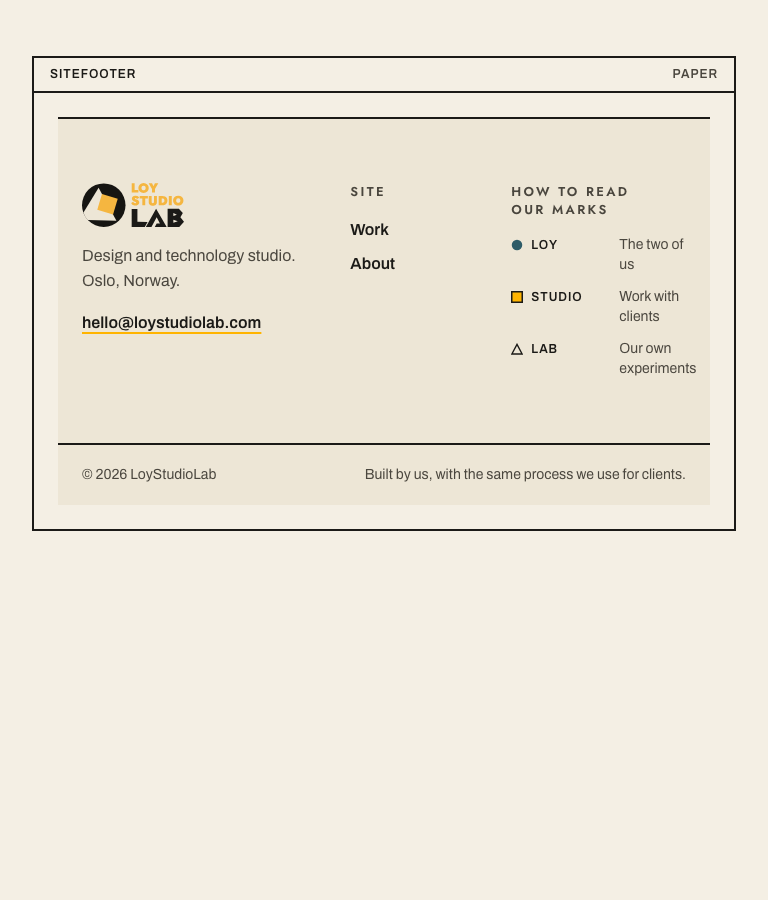 SITEFOOTER
PAPER
LOY
STUDIO
LAB
Design and technology studio.
Oslo, Norway.
hello@loystudiolab.com
SITE
Work
About
HOW TO READ
OUR MARKS
LOY
The two of
us
STUDIO
Work with
clients
LAB
Our own
experiments
© 2026 LoyStudioLab
Built by us, with the same process we use for clients.